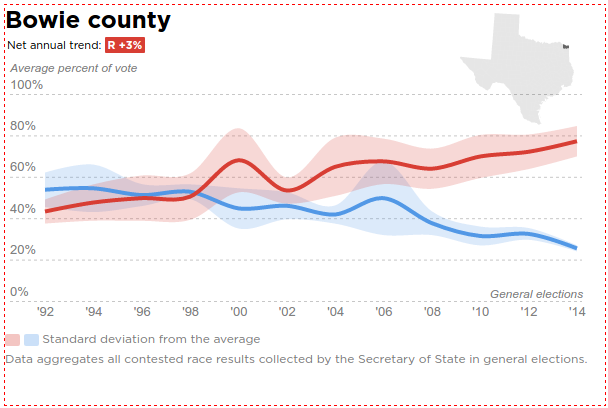 Bowie county
Net annual trend: R +3%
Average percent of vote
100%
80%
60%
40%
20%
0%
General elections
'92 '94 '96 '98 '00 '02 '04 '06 '08 '10 '12 '14
Standard deviation from the average
Data aggregates all contested race results collected by the Secretary of State in general elections.